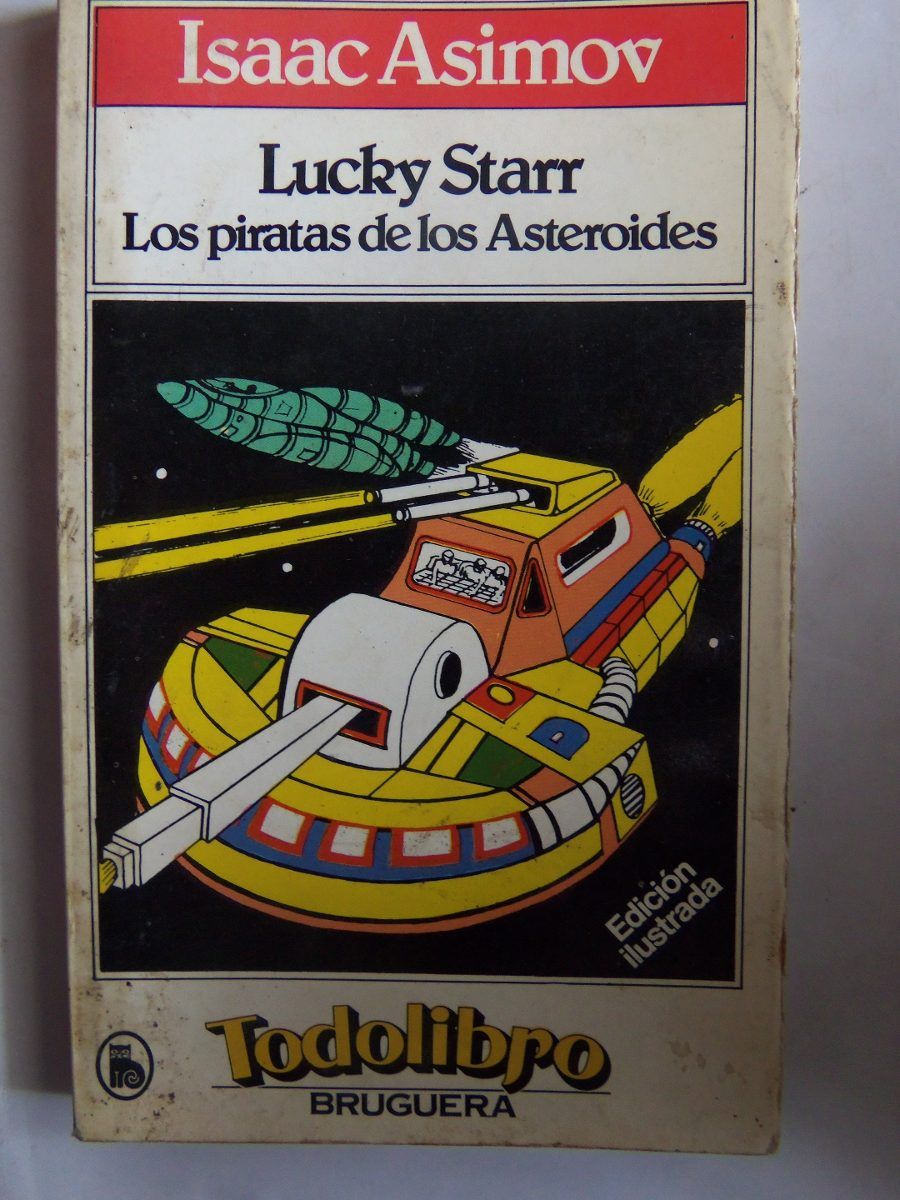 Isaac Asimov
Lucky Starr
Los piratas de los Asteroides
Edición
ilustrada
Todolibro
BRUGUERA